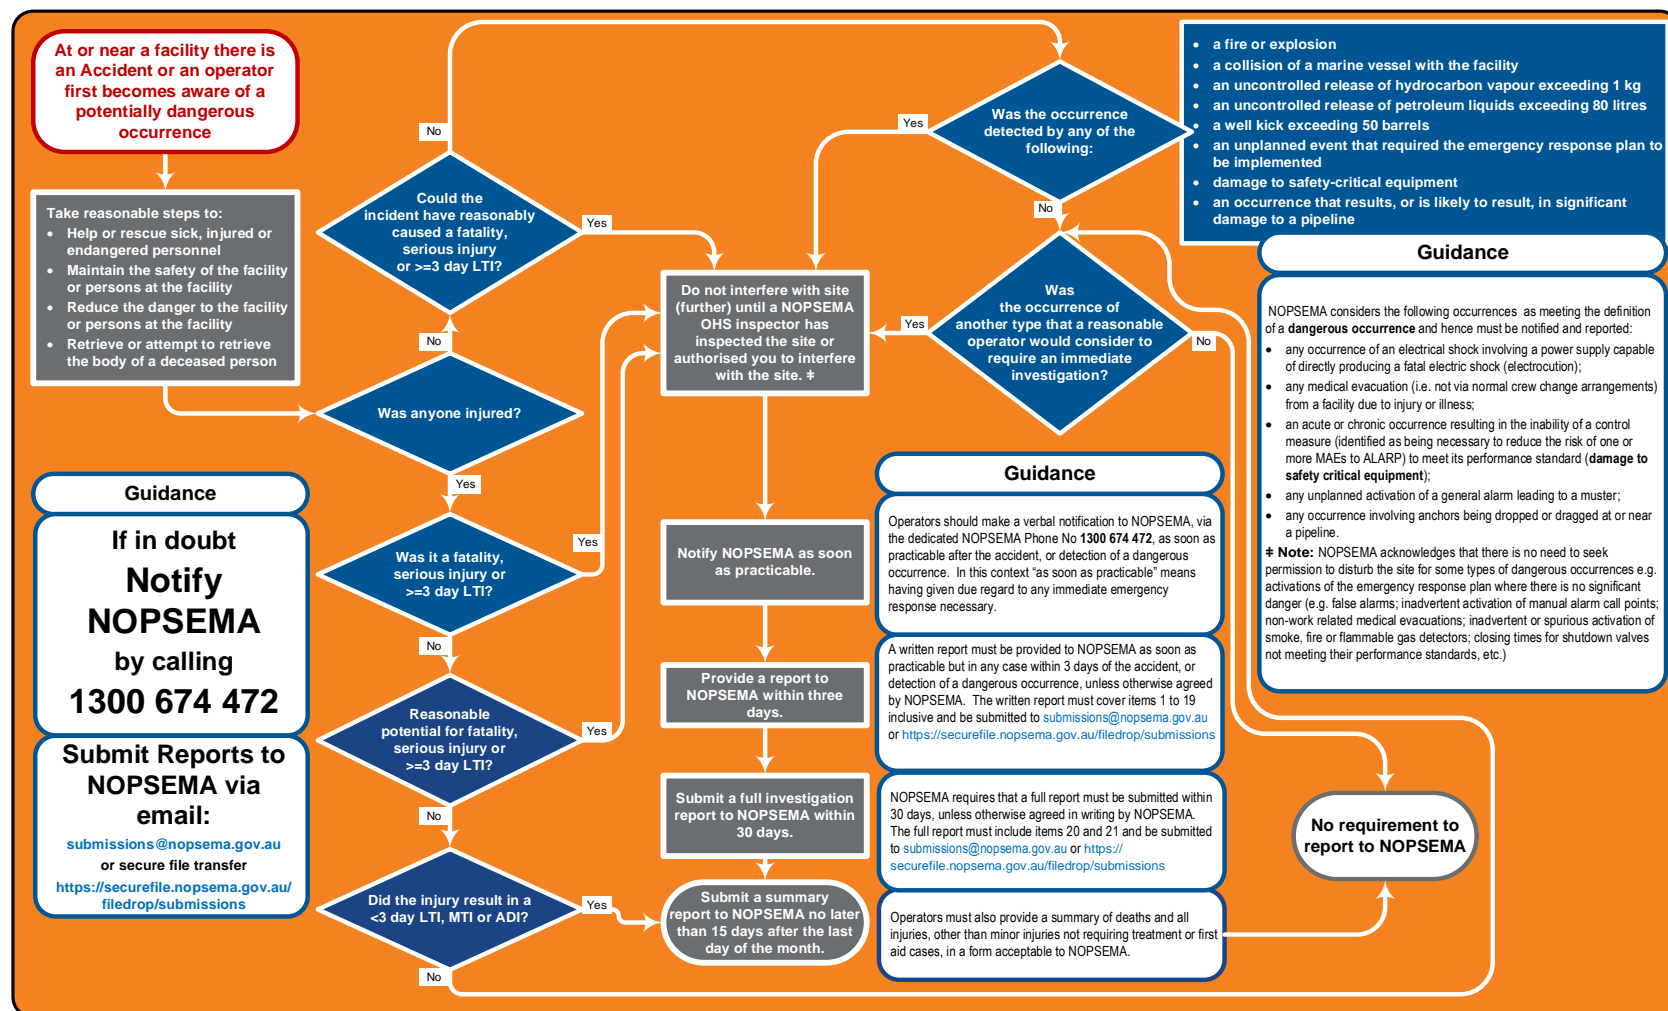 At or near a facility there is
an Accident or an operator
first becomes aware of a
potentially dangerous
occurrence
Take reasonable steps to:
• Help or rescue sick, injured or
endangered personnel
• Maintain the safety of the facility
or persons at the facility
• Reduce the danger to the facility
or persons at the facility
• Retrieve or attempt to retrieve
the body of a deceased person
No
Could the
incident have reasonably
caused a fatality,
serious injury
or >=3 day LTI?
Yes
No
Was anyone injured?
Yes
Was it a fatality,
serious injury or
>=3 day LTI?
Yes
No
Reasonable
potential for fatality,
serious injury or
>=3 day LTI?
Yes
No
Did the injury result in a
<3 day LTI, MTI or ADI?
Yes
No
Guidance
If in doubt
Notify
NOPSEMA
by calling
1300 674 472
Submit Reports to
NOPSEMA via
email:
submissions@nopsema.gov.au
or secure file transfer
https://securefile.nopsema.gov.au/
filedrop/submissions
Do not interfere with site
(further) until a NOPSEMA
OHS inspector has
inspected the site or
authorised you to interfere
with the site. ‡
Notify NOPSEMA as soon
as practicable.
Provide a report to
NOPSEMA within three
days.
Submit a full investigation
report to NOPSEMA within
30 days.
Submit a summary
report to NOPSEMA no later
than 15 days after the last
day of the month.
Was the occurrence
detected by any of the
following:
Yes
No
• a fire or explosion
• a collision of a marine vessel with the facility
• an uncontrolled release of hydrocarbon vapour exceeding 1 kg
• an uncontrolled release of petroleum liquids exceeding 80 litres
• a well kick exceeding 50 barrels
• an unplanned event that required the emergency response plan to
be implemented
• damage to safety-critical equipment
• an occurrence that results, or is likely to result, in significant
damage to a pipeline
Was
the occurrence of
another type that a reasonable
operator would consider to
require an immediate
investigation?
Yes
No
Guidance
Operators should make a verbal notification to NOPSEMA, via
the dedicated NOPSEMA Phone No 1300 674 472, as soon as
practicable after the accident, or detection of a dangerous
occurrence. In this context “as soon as practicable” means
having given due regard to any immediate emergency
response necessary.
A written report must be provided to NOPSEMA as soon as
practicable but in any case within 3 days of the accident, or
detection of a dangerous occurrence, unless otherwise agreed
by NOPSEMA. The written report must cover items 1 to 19
inclusive and be submitted to submissions@nopsema.gov.au
or https://securefile.nopsema.gov.au/filedrop/submissions
NOPSEMA requires that a full report must be submitted within
30 days, unless otherwise agreed in writing by NOPSEMA.
The full report must include items 20 and 21 and be submitted
to submissions@nopsema.gov.au or https://
securefile.nopsema.gov.au/filedrop/submissions
Operators must also provide a summary of deaths and all
injuries, other than minor injuries not requiring treatment or first
aid cases, in a form acceptable to NOPSEMA.
Guidance
NOPSEMA considers the following occurrences as meeting the definition
of a dangerous occurrence and hence must be notified and reported:
• any occurrence of an electrical shock involving a power supply capable
of directly producing a fatal electric shock (electrocution);
• any medical evacuation (i.e. not via normal crew change arrangements)
from a facility due to injury or illness;
• an acute or chronic occurrence resulting in the inability of a control
measure (identified as being necessary to reduce the risk of one or
more MAEs to ALARP) to meet its performance standard (damage to
safety critical equipment);
• any unplanned activation of a general alarm leading to a muster;
• any occurrence involving anchors being dropped or dragged at or near
a pipeline.
‡ Note: NOPSEMA acknowledges that there is no need to seek
permission to disturb the site for some types of dangerous occurrences e.g.
activations of the emergency response plan where there is no significant
danger (e.g. false alarms; inadvertent activation of manual alarm call points;
non-work related medical evacuations; inadvertent or spurious activation of
smoke, fire or flammable gas detectors; closing times for shutdown valves
not meeting their performance standards, etc.)
No requirement to
report to NOPSEMA